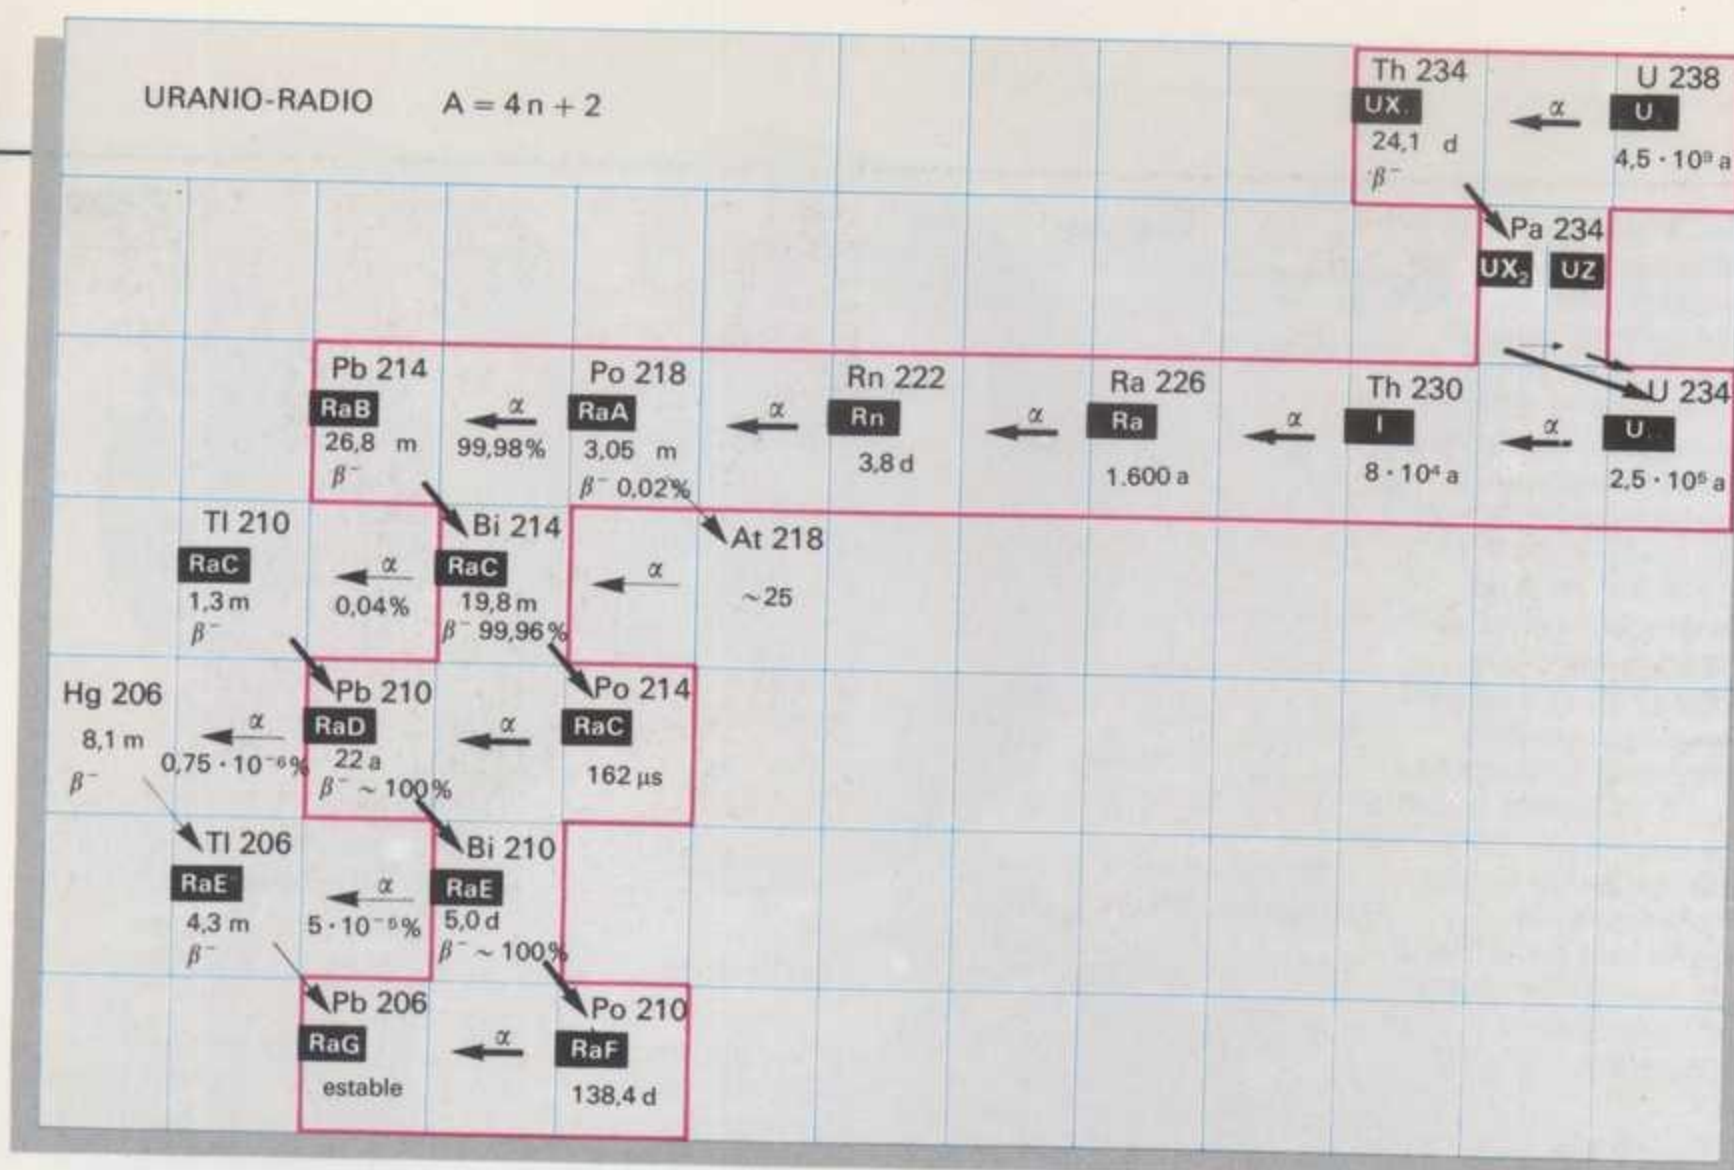 URANIO-RADIO A = 4n + 2
Th 234
UX
24,1 d
β⁻
α
U 238
U
4,5 · 10⁹ a
Pa 234
UX₂ UZ
Pb 214
RaB
26,8 m
β⁻
α
99,98%
Po 218
RaA
3,05 m
β⁻ 0,02%
α
Rn 222
Rn
3,8 d
α
Ra 226
Ra
1.600 a
α
Th 230
I
8 · 10⁴ a
α
U 234
U
2,5 · 10⁵ a
Tl 210
RaC
1,3 m
β⁻
α
0,04%
Bi 214
RaC
19,8 m
β⁻ 99,96%
α
At 218
~25
Hg 206
8,1 m
β⁻
α
0,75 · 10⁻⁶%
Pb 210
RaD
22 a
β⁻ ~ 100%
α
Po 214
RaC
162 µs
Tl 206
RaE
4,3 m
β⁻
α
5 · 10⁻⁵%
Bi 210
RaE
5,0 d
β⁻ ~ 100%
Pb 206
RaG
estable
α
Po 210
RaF
138,4 d